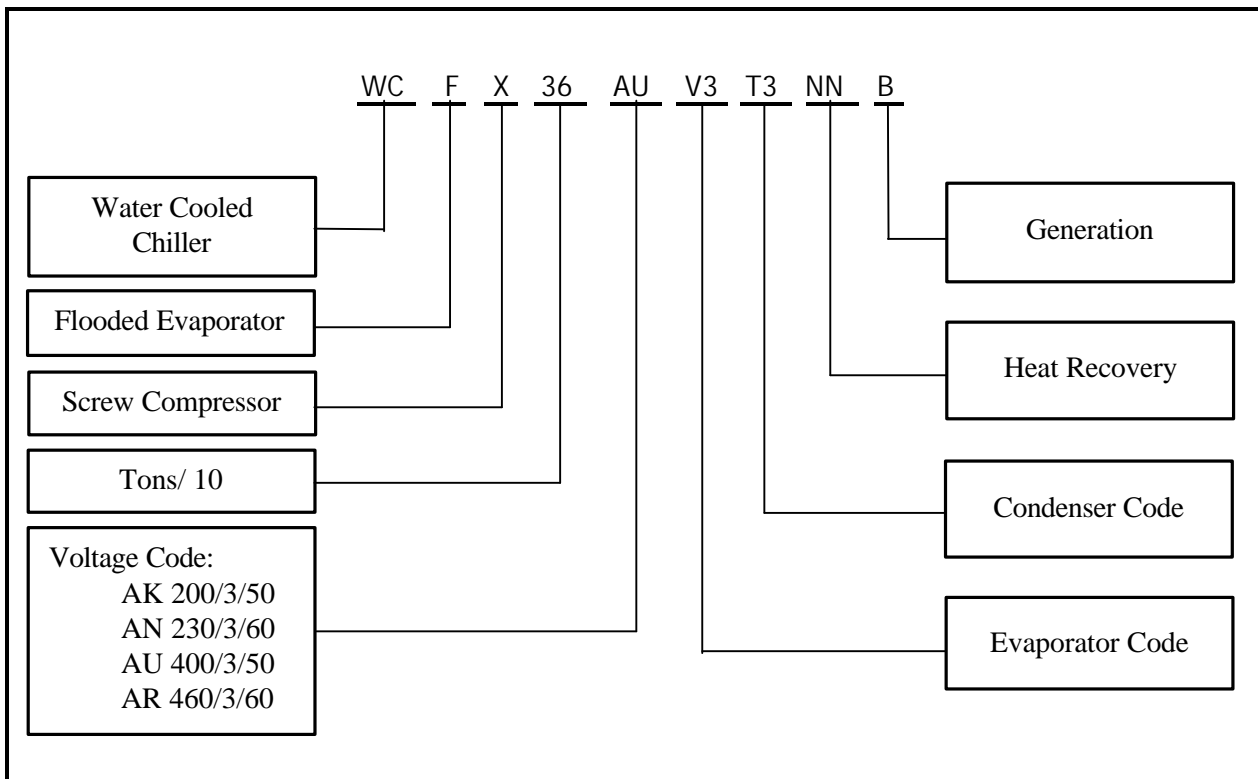 WC F X 36 AU V3 T3 NN B
Water Cooled
Chiller
Flooded Evaporator
Screw Compressor
Tons/ 10
Voltage Code:
AK 200/3/50
AN 230/3/60
AU 400/3/50
AR 460/3/60
Generation
Heat Recovery
Condenser Code
Evaporator Code